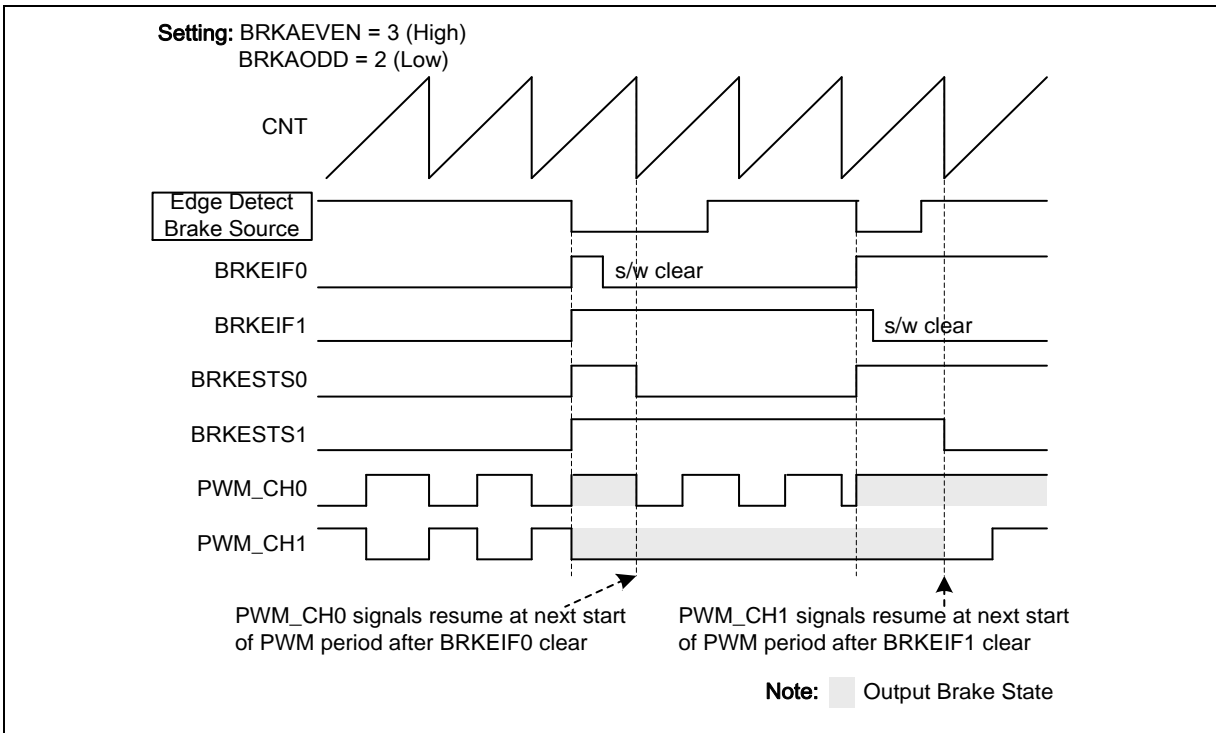 Setting: BRKAEVEN = 3 (High)
BRKAODD = 2 (Low)
CNT
Edge Detect
Brake Source
BRKEIF0
s/w clear
BRKEIF1
s/w clear
BRKESTS0
BRKESTS1
PWM_CH0
PWM_CH1
PWM_CH0 signals resume at next start
of PWM period after BRKEIF0 clear
PWM_CH1 signals resume at next start
of PWM period after BRKEIF1 clear
Note: Output Brake State